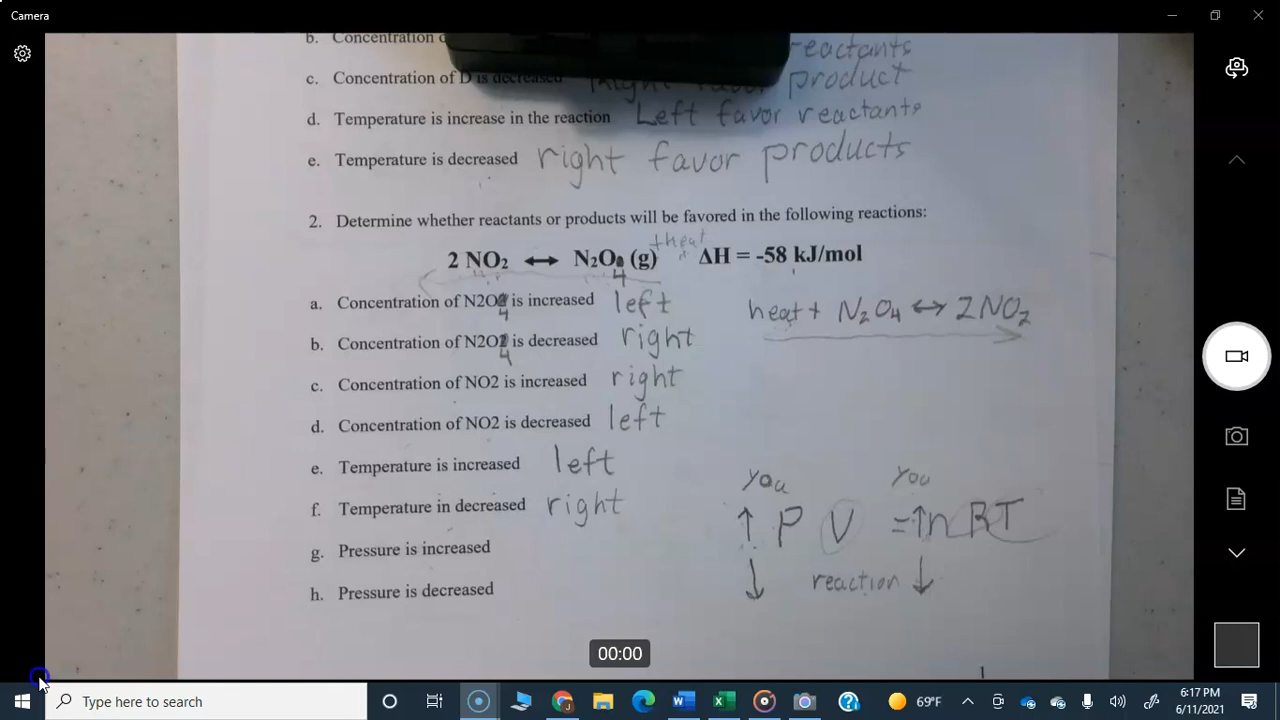 Camera
b. Concentration reactants
c. Concentration of D is decreased right favor product
d. Temperature is increase in the reaction Left favor reactants
e. Temperature is decreased right favor products
2. Determine whether reactants or products will be favored in the following reactions:
2 NO₂ ↔ N₂O₄ (g) + heat ΔH = -58 kJ/mol
a. Concentration of N2O4 is increased left
heat + N₂O₄ ↔ 2NO₂
b. Concentration of N2O4 is decreased right
c. Concentration of NO2 is increased right
d. Concentration of NO2 is decreased left
e. Temperature is increased left
you you
f. Temperature in decreased right
↑ P V = ↑ n R T
g. Pressure is increased
↓ reaction ↓
h. Pressure is decreased
00:00
1
Type here to search
69°F
6:17 PM
6/11/2021